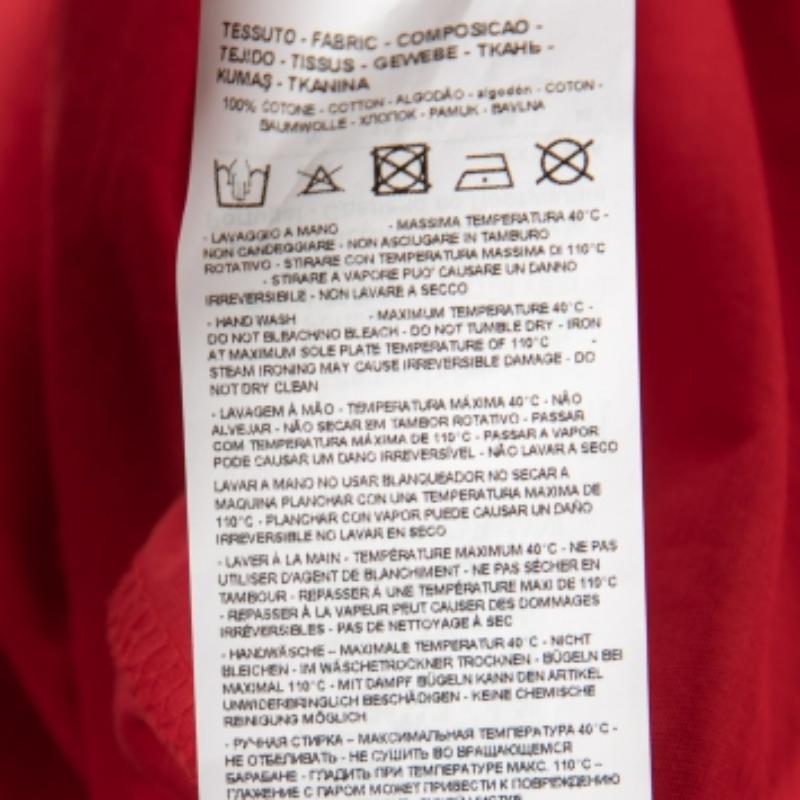 TESSUTO - FABRIC - COMPOSICAO -
TEJIDO - TISSUS - GEWEBE - ТКАНЬ -
KUMAŞ - TKANINA
100% COTONE - COTTON - ALGODÃO - algodón - COTON -
BAUMWOLLE - ХЛОПОК - PAMUK - BAVLNA
- LAVAGGIO A MANO - MASSIMA TEMPERATURA 40°C -
NON CANDEGGIARE - NON ASCIUGARE IN TAMBURO
ROTATIVO - STIRARE CON TEMPERATURA MASSIMA DI 110°C
- STIRARE A VAPORE PUO' CAUSARE UN DANNO
IRREVERSIBILE - NON LAVARE A SECCO
- HAND WASH - MAXIMUM TEMPERATURE 40°C -
DO NOT BLEACH/NO BLEACH - DO NOT TUMBLE DRY - IRON
AT MAXIMUM SOLE PLATE TEMPERATURE OF 110°C -
STEAM IRONING MAY CAUSE IRREVERSIBLE DAMAGE - DO
NOT DRY CLEAN
- LAVAGEM À MÃO - TEMPERATURA MÁXIMA 40°C - NÃO
ALVEJAR - NÃO SECAR EM TAMBOR ROTATIVO - PASSAR
COM TEMPERATURA MÁXIMA DE 110°C - PASSAR A VAPOR
PODE CAUSAR UM DANO IRREVERSÍVEL - NÃO LAVAR A SECO
LAVAR A MANO NO USAR BLANQUEADOR NO SECAR A
MAQUINA PLANCHAR CON UNA TEMPERATURA MAXIMA DE
110°C - PLANCHAR CON VAPOR PUEDE CAUSAR UN DAÑO
IRREVERSIBLE NO LAVAR EN SECO
- LAVER À LA MAIN - TEMPÉRATURE MAXIMUM 40°C - NE PAS
UTILISER D'AGENT DE BLANCHIMENT - NE PAS SÉCHER EN
TAMBOUR - REPASSER À UNE TEMPÉRATURE MAXI DE 110°C
- REPASSER À LA VAPEUR PEUT CAUSER DES DOMMAGES
IRRÉVERSIBLES - PAS DE NETTOYAGE À SEC
- HANDWÄSCHE – MAXIMALE TEMPERATUR 40°C - NICHT
BLEICHEN - IM WÄSCHETROCKNER TROCKNEN - BÜGELN BEI
MAXIMAL 110°C - MIT DAMPF BÜGELN KANN DEN ARTIKEL
UNWIDERBRINGLICH BESCHÄDIGEN - KEINE CHEMISCHE
REINIGUNG MÖGLICH
- РУЧНАЯ СТИРКА – МАКСИМАЛЬНАЯ ТЕМПЕРАТУРА 40°C -
НЕ ОТБЕЛИВАТЬ - НЕ СУШИТЬ ВО ВРАЩАЮЩЕМСЯ
БАРАБАНЕ - ГЛАДИТЬ ПРИ ТЕМПЕРАТУРЕ МАКС. 110°C –
ГЛАЖЕНИЕ С ПАРОМ МОЖЕТ ПРИВЕСТИ К ПОВРЕЖДЕНИЮ